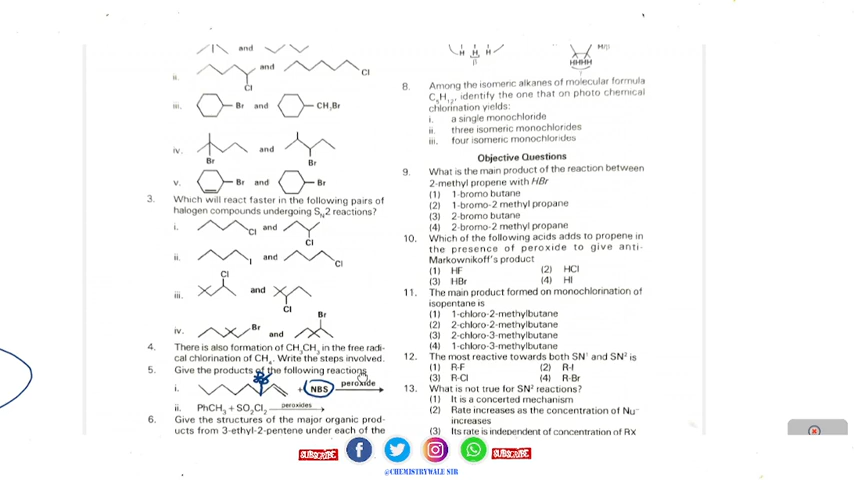 and
ii.
and
Cl
Cl
iii.
Br and
CH₂Br
iv.
and
Br
Br
v.
Br and
Br
3. Which will react faster in the following pairs of
halogen compounds undergoing SN2 reactions?
i.
Cl and
Cl
ii.
I and
Cl
Cl
iii.
and
Cl
Br
iv.
Br and
4. There is also formation of CH₃CH₃ in the free radi-
cal chlorination of CH₄. Write the steps involved.
5. Give the products of the following reactions
i.
+ NBS peroxide
ii. PhCH₃ + SO₂Cl₂ peroxides
6. Give the structures of the major organic prod-
ucts from 3-ethyl-2-pentene under each of the
H H H
β
HHHH
8. Among the isomeric alkanes of molecular formula
C₅H₁₂, identify the one that on photo chemical
chlorination yields:
i. a single monochloride
ii. three isomeric monochlorides
iii. four isomeric monochlorides
Objective Questions
9. What is the main product of the reaction between
2-methyl propene with HBr
(1) 1-bromo butane
(2) 1-bromo-2 methyl propane
(3) 2-bromo butane
(4) 2-bromo-2 methyl propane
10. Which of the following acids adds to propene in
the presence of peroxide to give anti-
Markownikoff's product
(1) HF (2) HCl
(3) HBr (4) HI
11. The main product formed on monochlorination of
isopentane is
(1) 1-chloro-2-methylbutane
(2) 2-chloro-2-methylbutane
(3) 2-chloro-3-methylbutane
(4) 1-chloro-3-methylbutane
12. The most reactive towards both SN¹ and SN² is
(1) R-F (2) R-I
(3) R-Cl (4) R-Br
13. What is not true for SN² reactions?
(1) It is a concerted mechanism
(2) Rate increases as the concentration of Nu⁻
increases
(3) Its rate is independent of concentration of RX
SUBSCRIBE
SUBSCRIBE
@CHEMISTRYWALE SIR